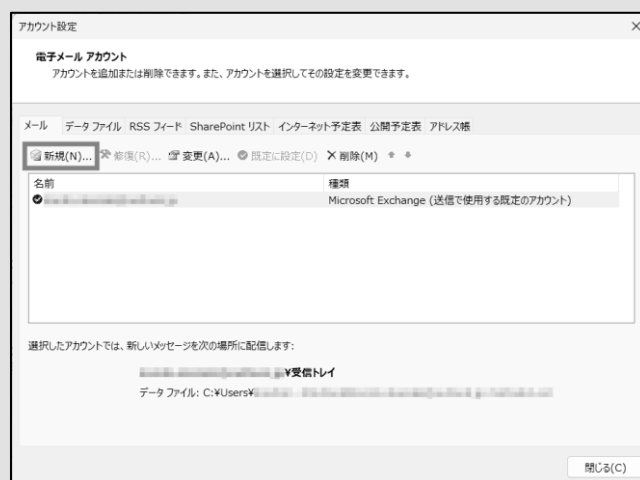 アカウント設定
電子メール アカウント
アカウントを追加または削除できます。また、アカウントを選択してその設定を変更できます。
メール データ ファイル RSS フィード SharePoint リスト インターネット予定表 公開予定表 アドレス帳
新規(N)... 修復(R)... 変更(A)... 既定に設定(D) 削除(M)
名前 種類
Microsoft Exchange (送信で使用する既定のアカウント)
選択したアカウントでは、新しいメッセージを次の場所に配信します:
¥受信トレイ
データ ファイル: C:¥Users¥
閉じる(C)